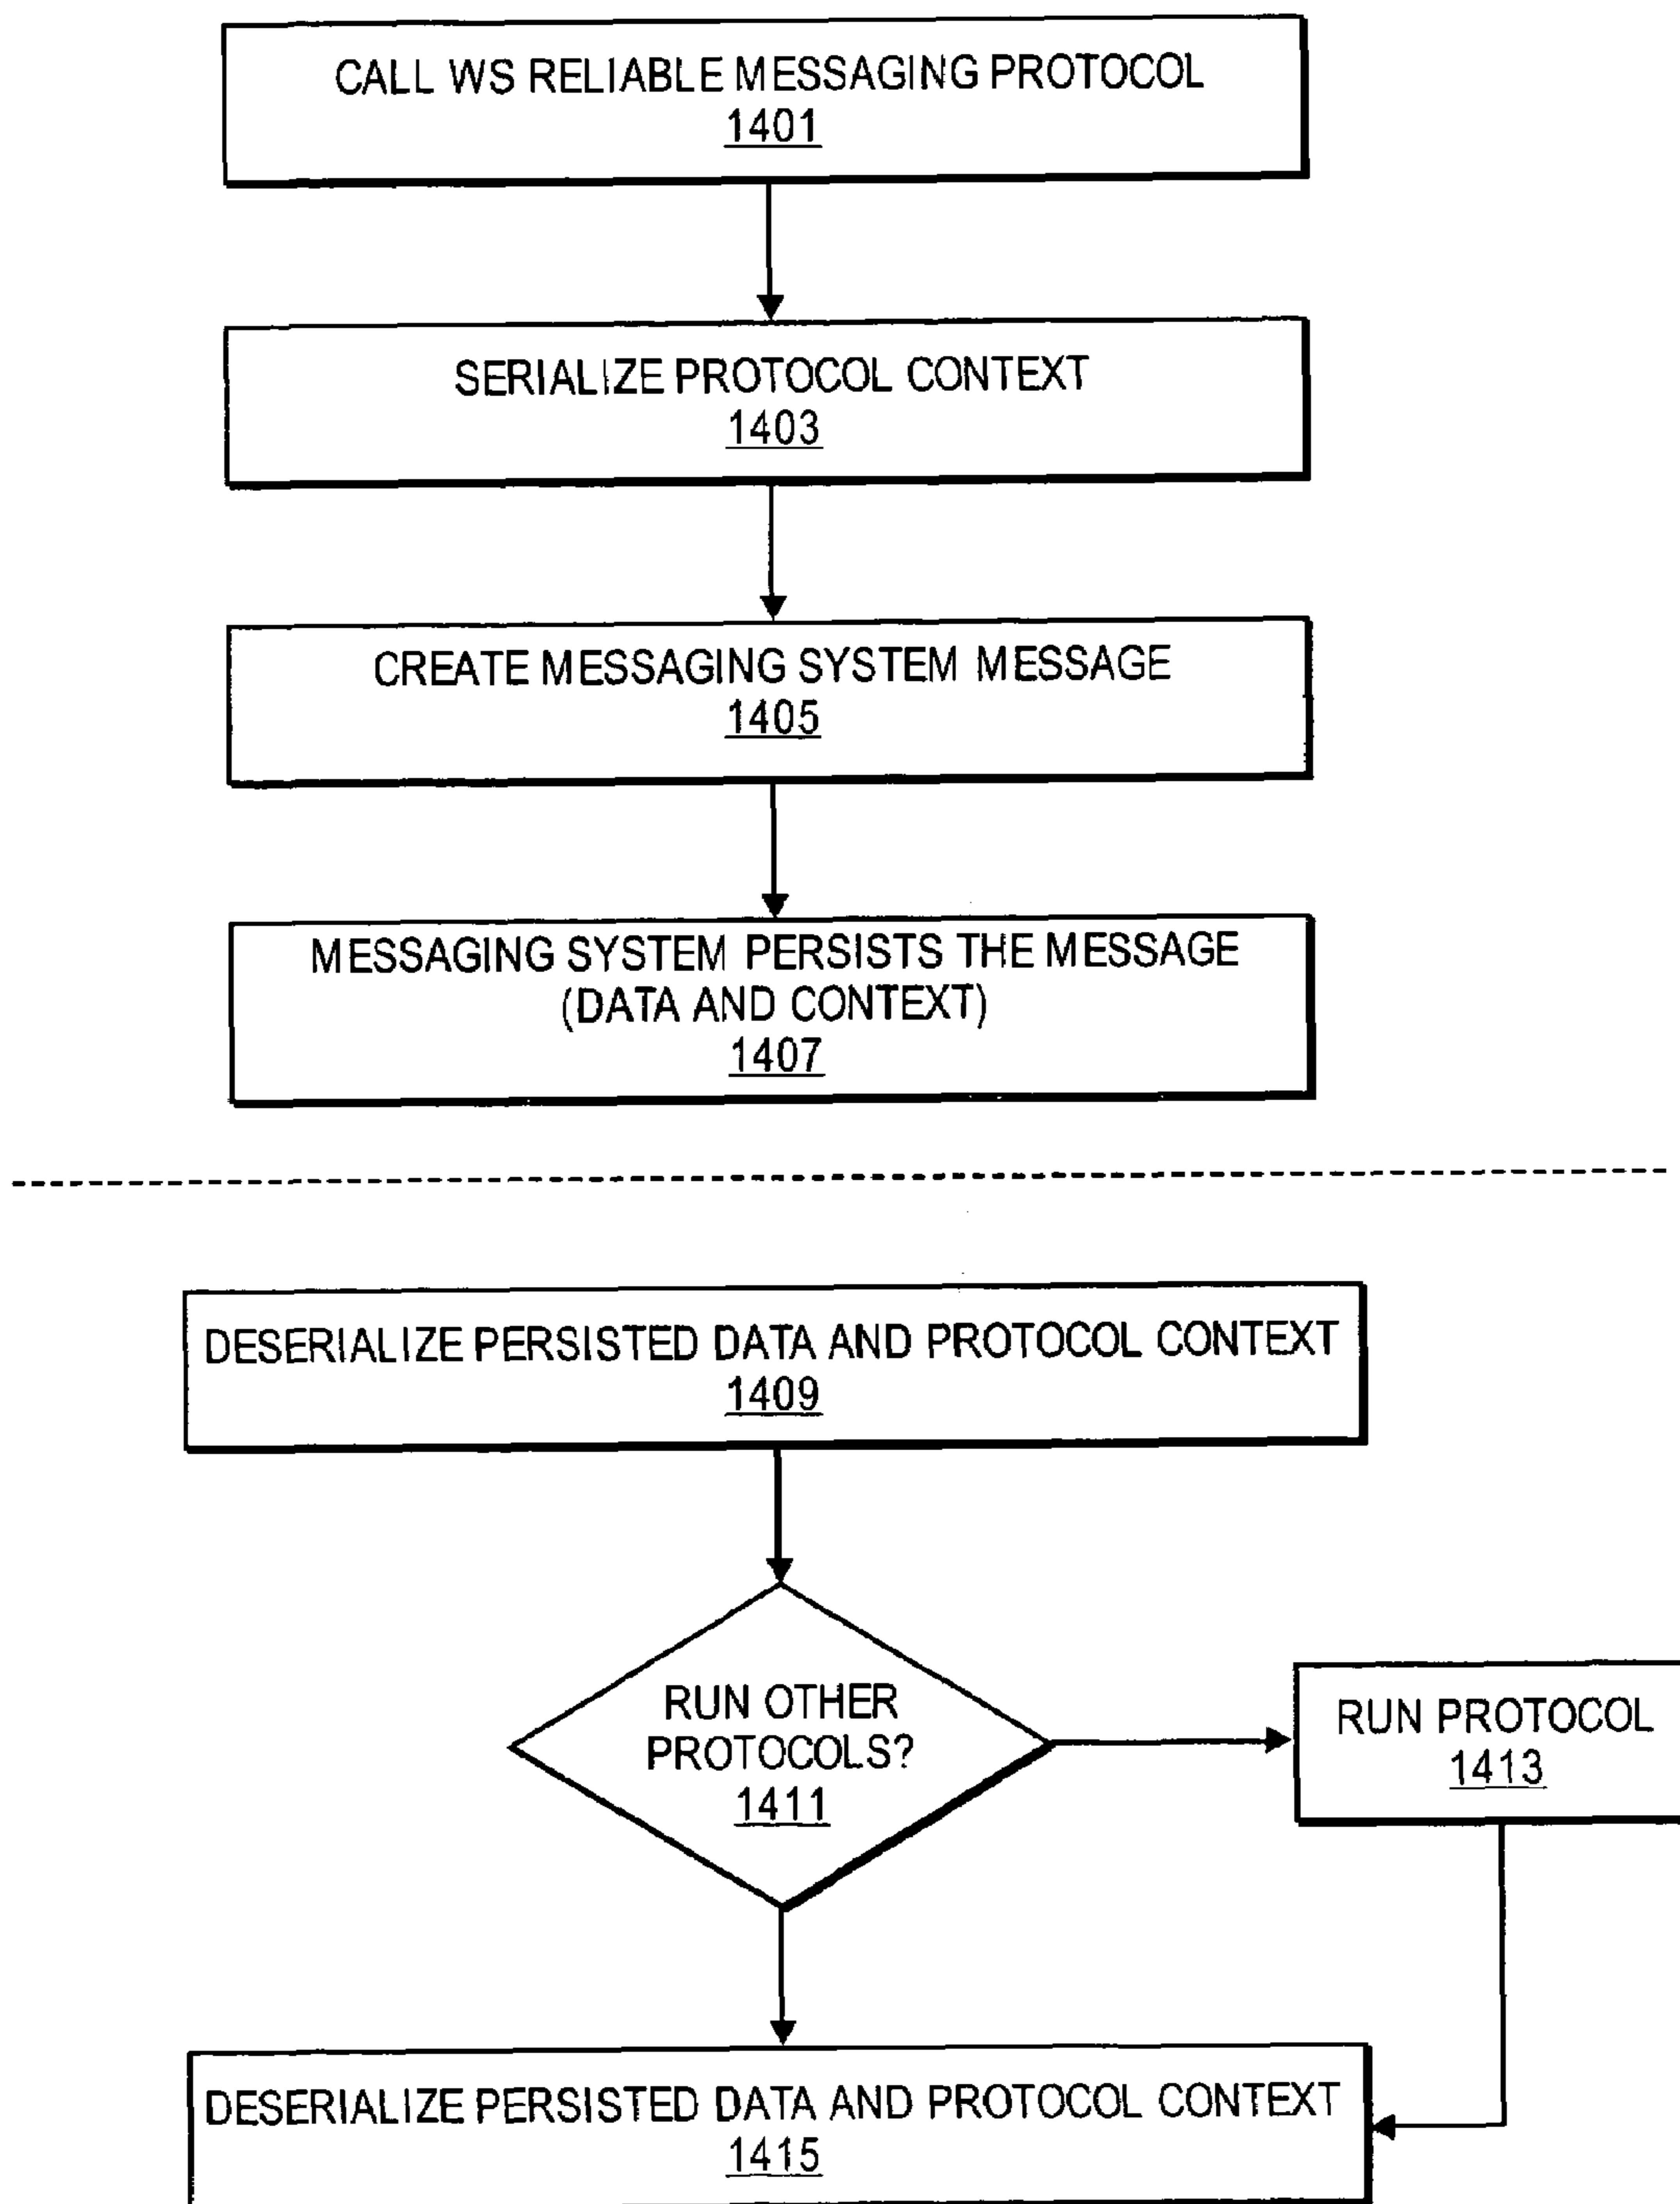 CALL WS RELIABLE MESSAGING PROTOCOL
1401
SERIALIZE PROTOCOL CONTEXT
1403
CREATE MESSAGING SYSTEM MESSAGE
1405
MESSAGING SYSTEM PERSISTS THE MESSAGE
(DATA AND CONTEXT)
1407
DESERIALIZE PERSISTED DATA AND PROTOCOL CONTEXT
1409
RUN OTHER
PROTOCOLS?
1411
RUN PROTOCOL
1413
DESERIALIZE PERSISTED DATA AND PROTOCOL CONTEXT
1415